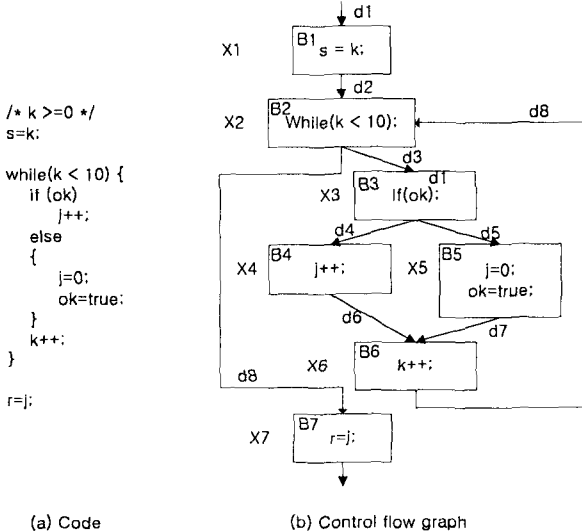 /* k >=0 */
s=k;
while(k < 10) {
if (ok)
j++;
else
{
j=0;
ok=true;
}
k++;
}
r=j;
(a) Code
d1
X1
B1
s = k;
d2
X2
B2
While(k < 10);
d8
d3
X3
B3
d1
If(ok);
d4
d5
X4
B4
j++;
X5
B5
j=0;
ok=true;
d6
d7
X6
B6
k++;
d8
X7
B7
r=j;
(b) Control flow graph